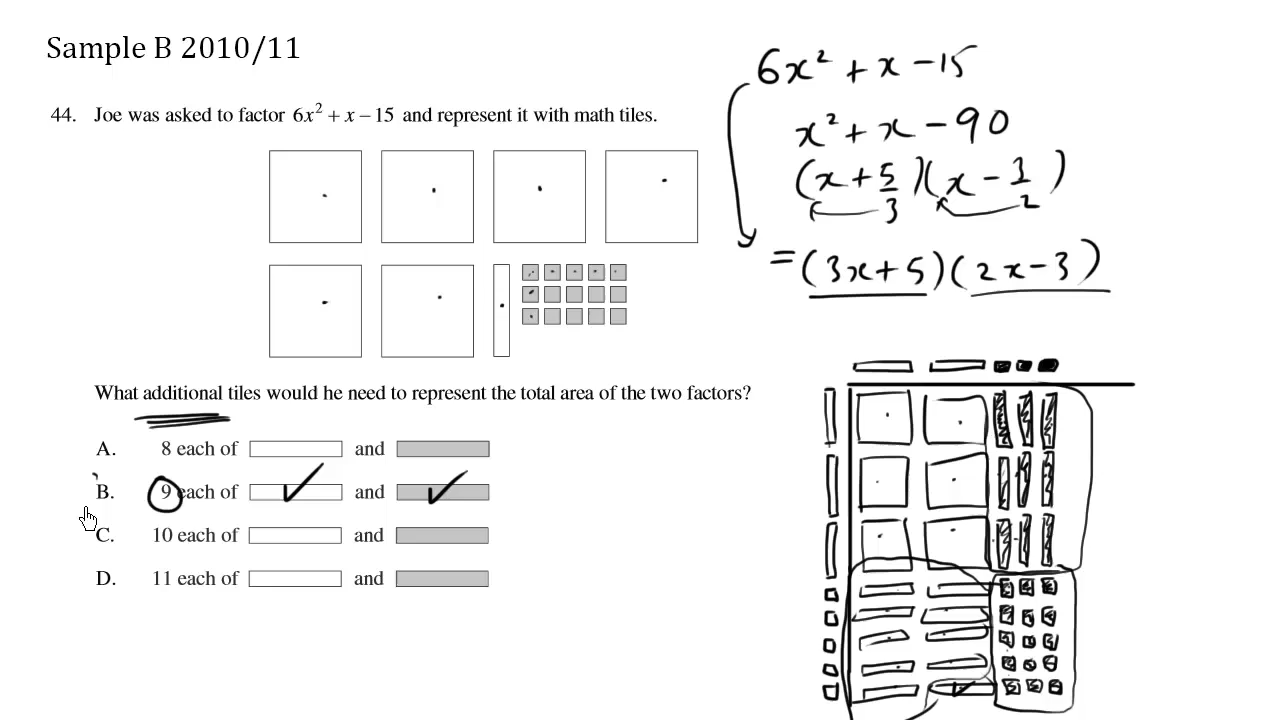 Sample B 2010/11
44. Joe was asked to factor 6x² + x − 15 and represent it with math tiles.
What additional tiles would he need to represent the total area of the two factors?
A. 8 each of and
B. 9 each of and
C. 10 each of and
D. 11 each of and
6x² + x − 15
x² + x − 90
(x + 5/3)(x − 3/2)
= (3x + 5)(2x − 3)